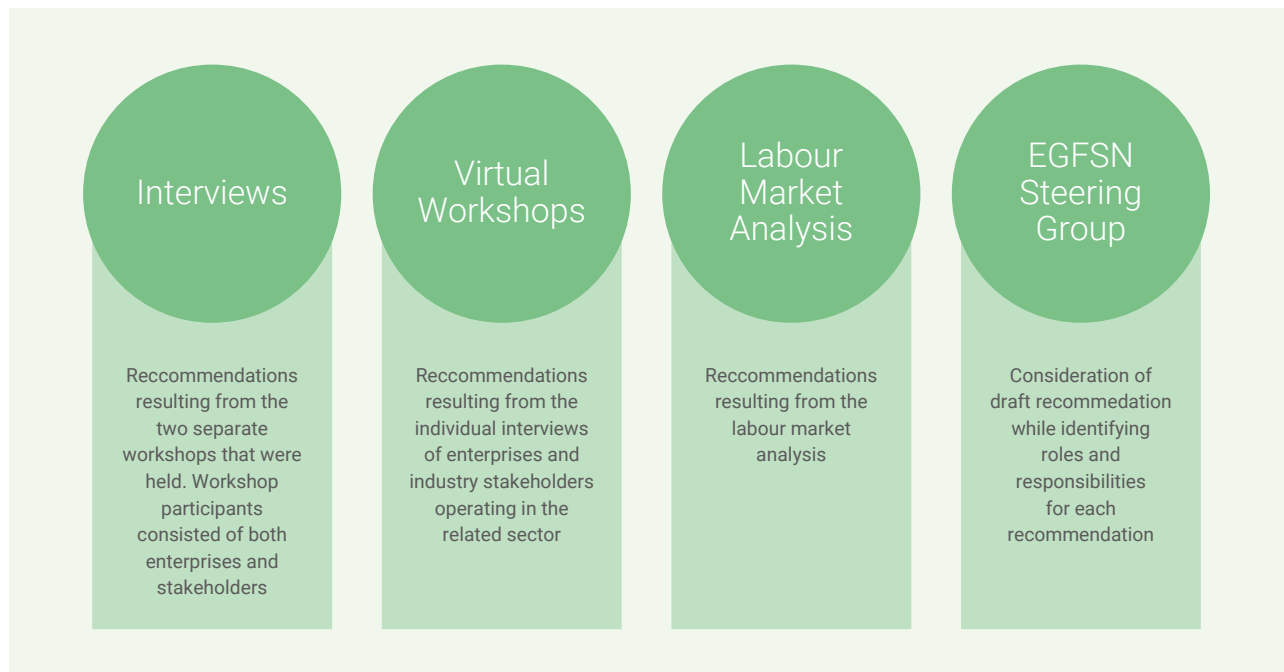 Interviews
Reccommendations
resulting from the
two separate
workshops that were
held. Workshop
participants
consisted of both
enterprises and
stakeholders
Virtual
Workshops
Reccommendations
resulting from the
individual interviews
of enterprises and
industry stakeholders
operating in the
related sector
Labour
Market
Analysis
Reccommendations
resulting from the
labour market
analysis
EGFSN
Steering
Group
Consideration of
draft recommedation
while identifying
roles and
responsibilities
for each
recommendation